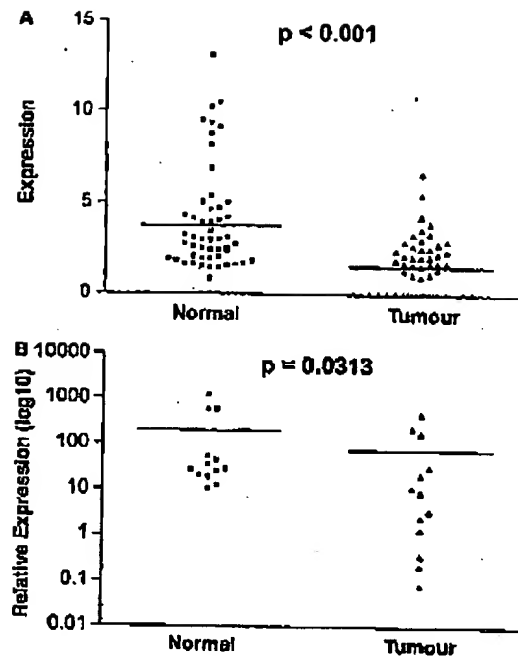 A
15
p < 0.001
10
Expression
5
0
Normal
Tumour
B 10000
p = 0.0313
1000
Relative Expression (log10)
100
10
1
0.1
0.01
Normal
Tumour